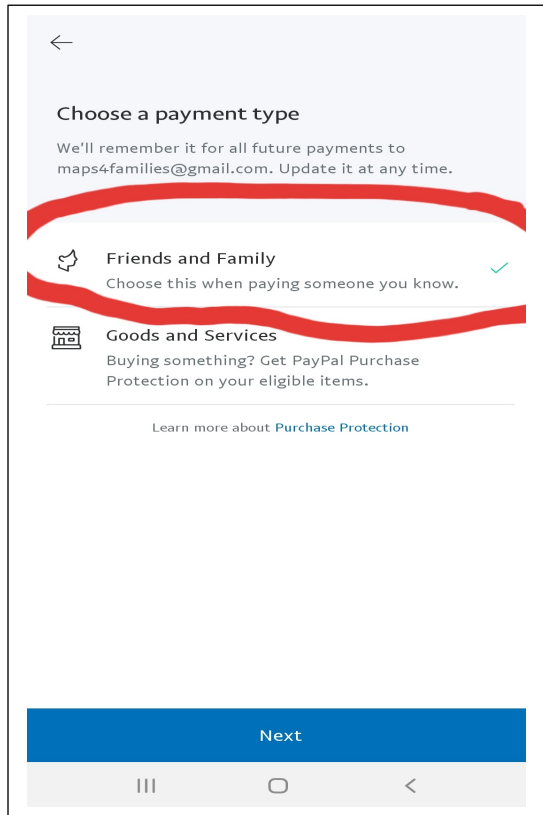 Choose a payment type
We'll remember it for all future payments to
maps4families@gmail.com. Update it at any time.
Friends and Family
Choose this when paying someone you know.
Goods and Services
Buying something? Get PayPal Purchase
Protection on your eligible items.
Learn more about Purchase Protection
Next